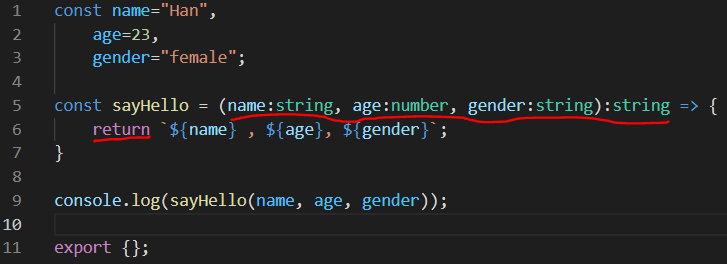 1 const name="Han",
2     age=23,
3     gender="female";
4
5 const sayHello = (name:string, age:number, gender:string):string => {
6     return `${name} , ${age}, ${gender}`;
7 }
8
9 console.log(sayHello(name, age, gender));
10
11 export {};